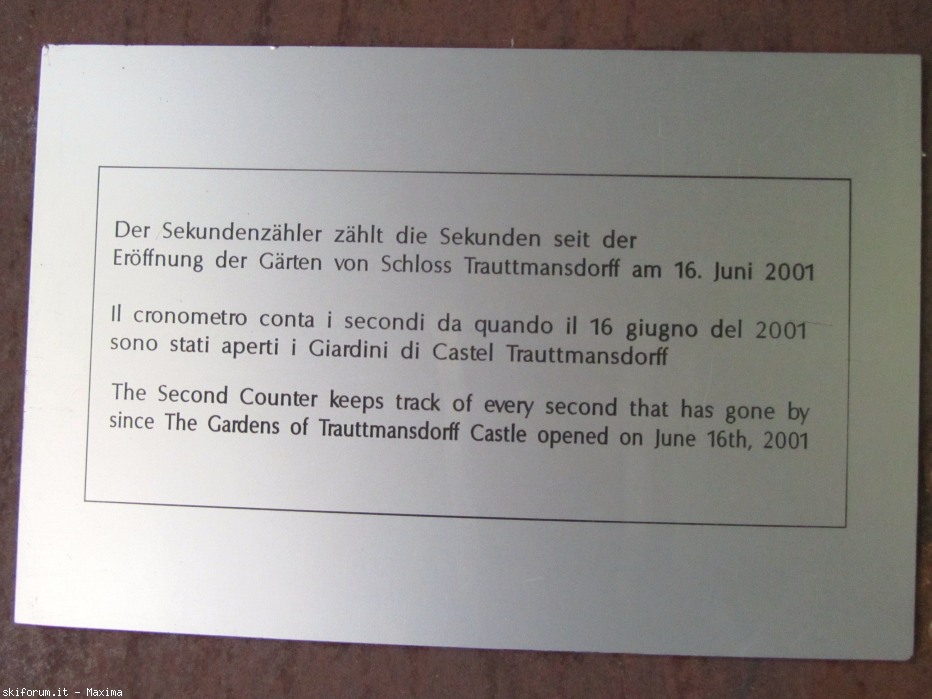 Der Sekundenzähler zählt die Sekunden seit der
Eröffnung der Gärten von Schloss Trauttmansdorff am 16. Juni 2001
Il cronometro conta i secondi da quando il 16 giugno del 2001
sono stati aperti i Giardini di Castel Trauttmansdorff
The Second Counter keeps track of every second that has gone by
since The Gardens of Trauttmansdorff Castle opened on June 16th, 2001
skiforum.it - Maxima